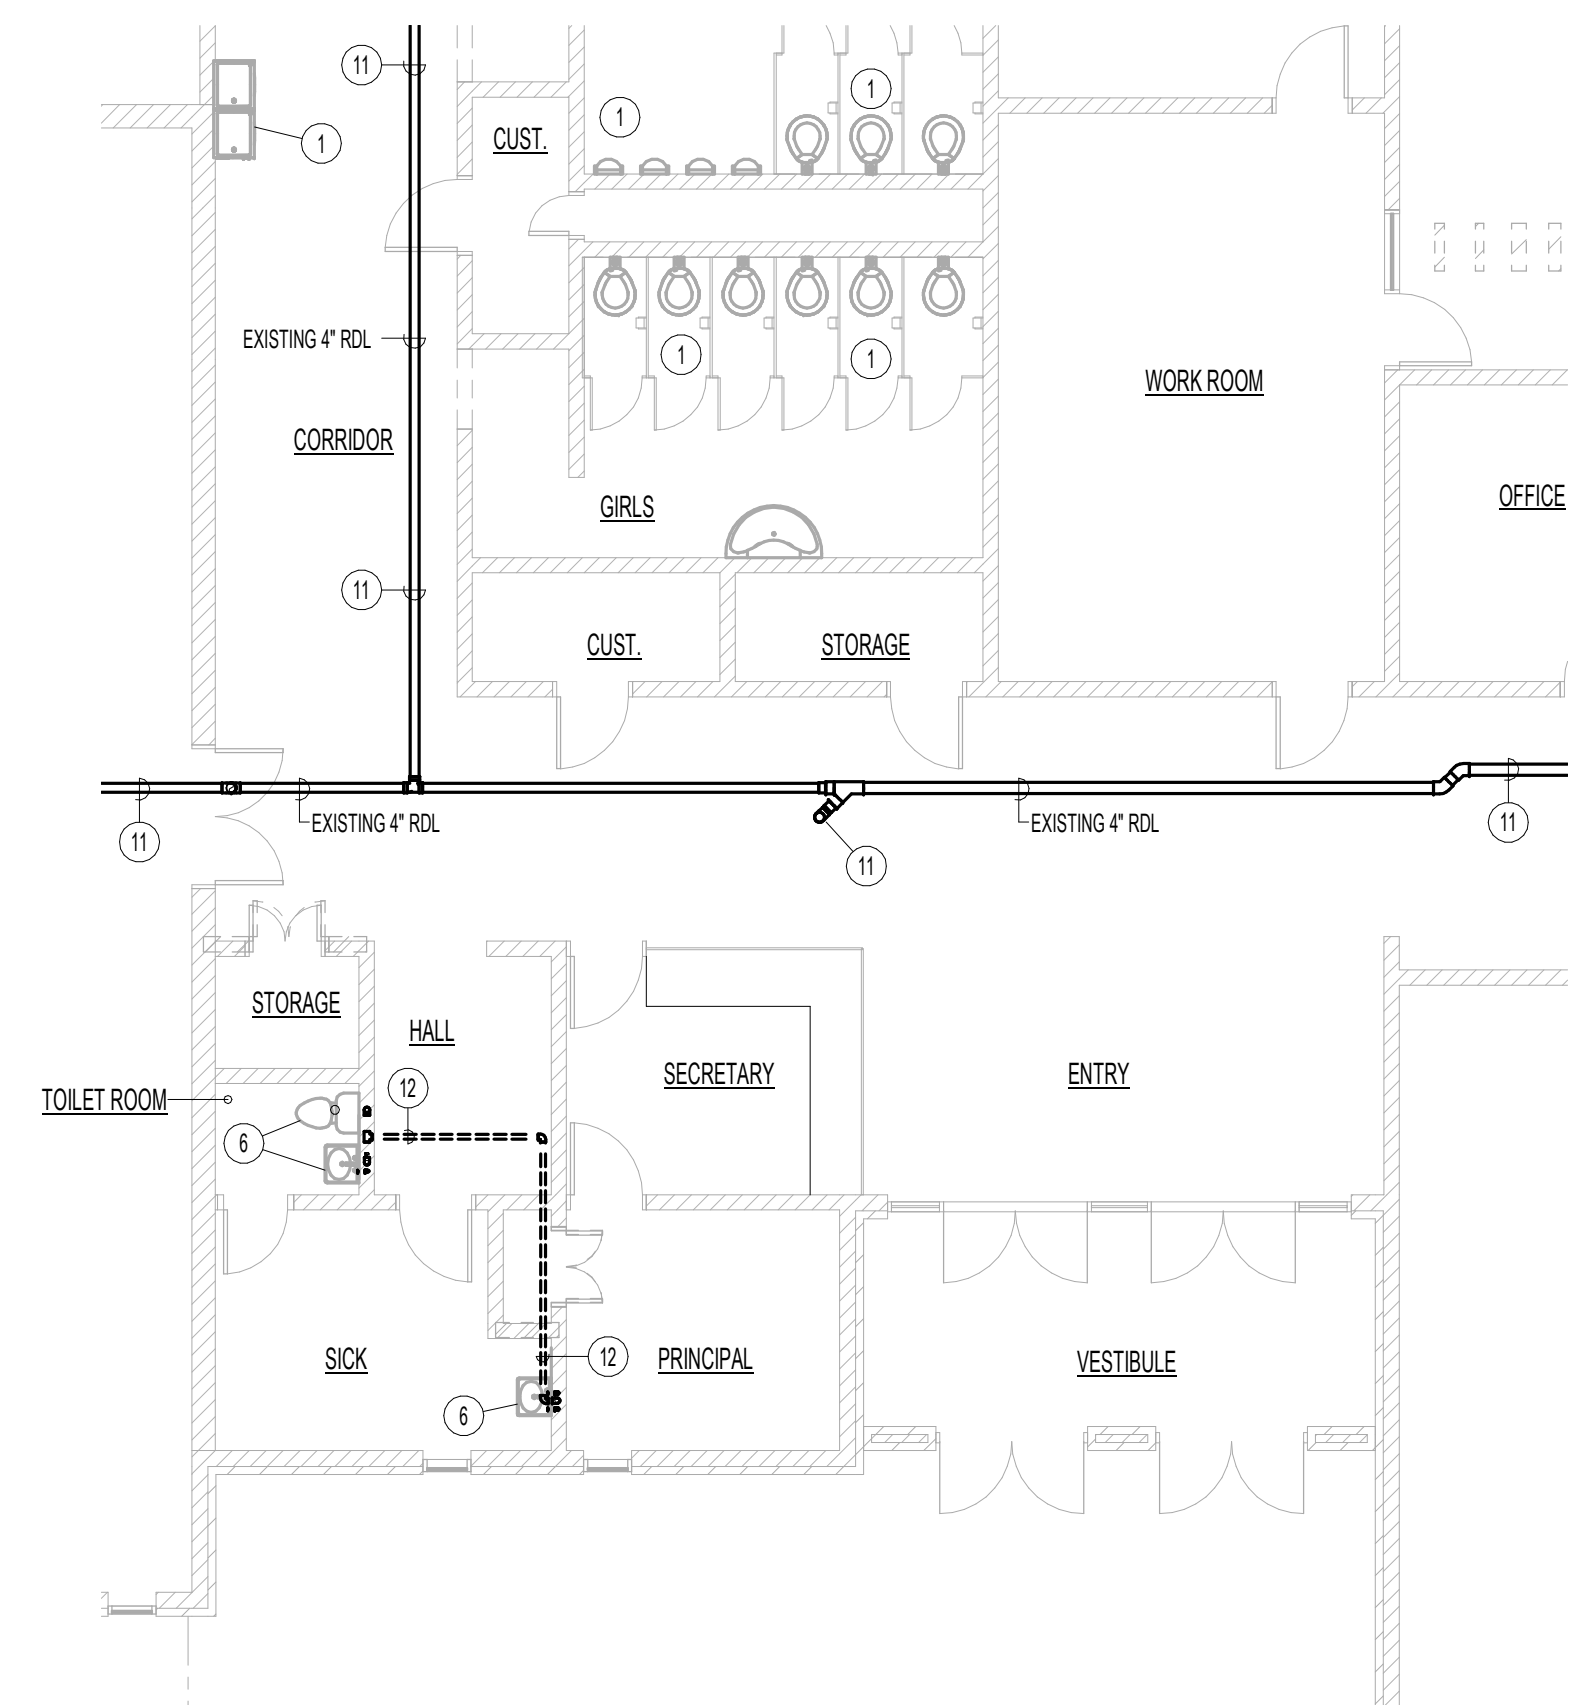 11
1
1
1
CUST.
EXISTING 4" RDL
1
1
WORK ROOM
CORRIDOR
OFFICE
GIRLS
11
CUST.
STORAGE
11
EXISTING 4" RDL
11
EXISTING 4" RDL
11
STORAGE
HALL
SECRETARY
ENTRY
TOILET ROOM
12
6
SICK
12
PRINCIPAL
VESTIBULE
6